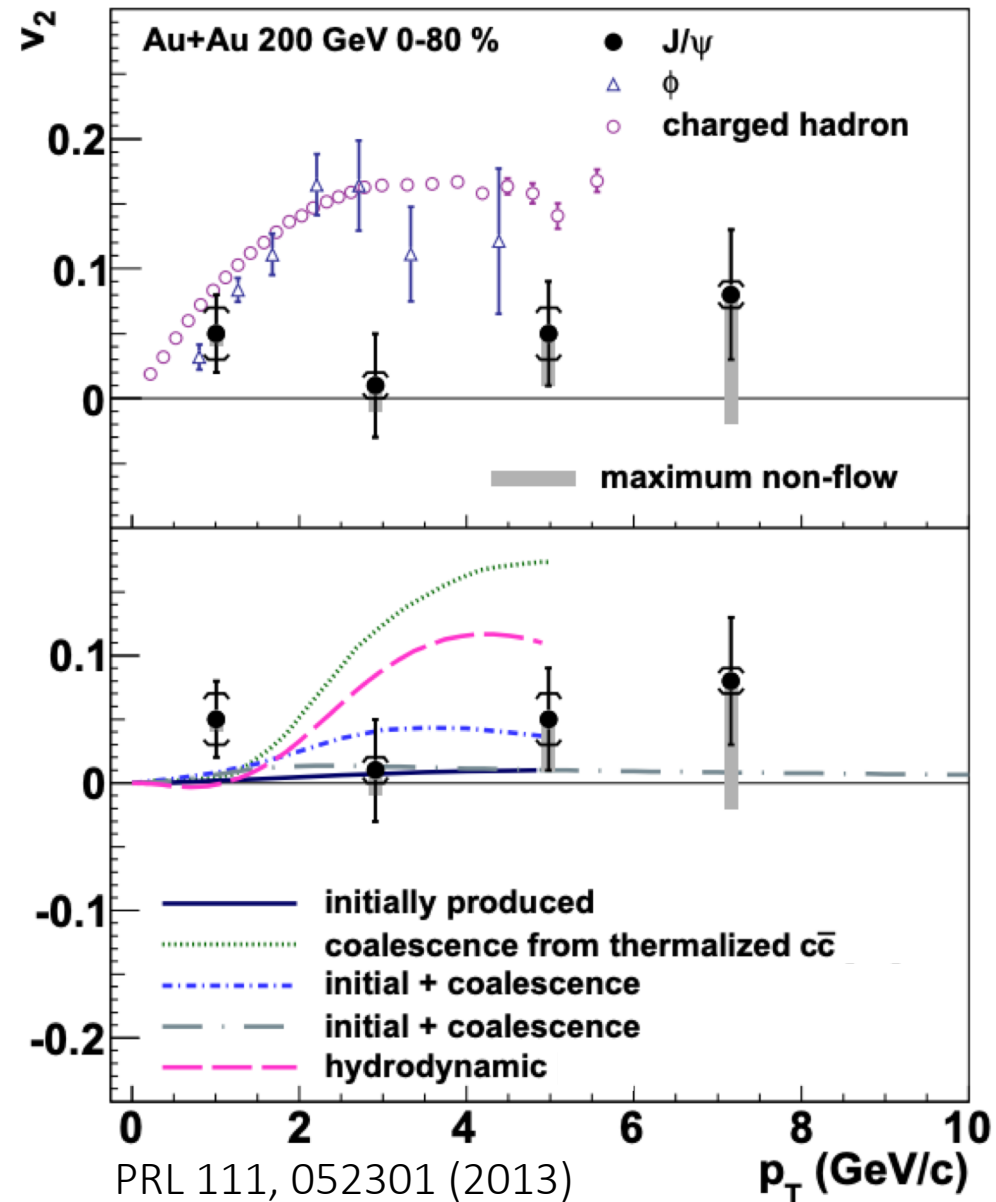 v₂
Au+Au 200 GeV 0-80 %
J/ψ
ϕ
charged hadron
0.2
0.1
0
maximum non-flow
0.1
0
-0.1
-0.2
initially produced
coalescence from thermalized cc̄
initial + coalescence
initial + coalescence
hydrodynamic
0 2 4 6 8 10
PRL 111, 052301 (2013)
p_T (GeV/c)